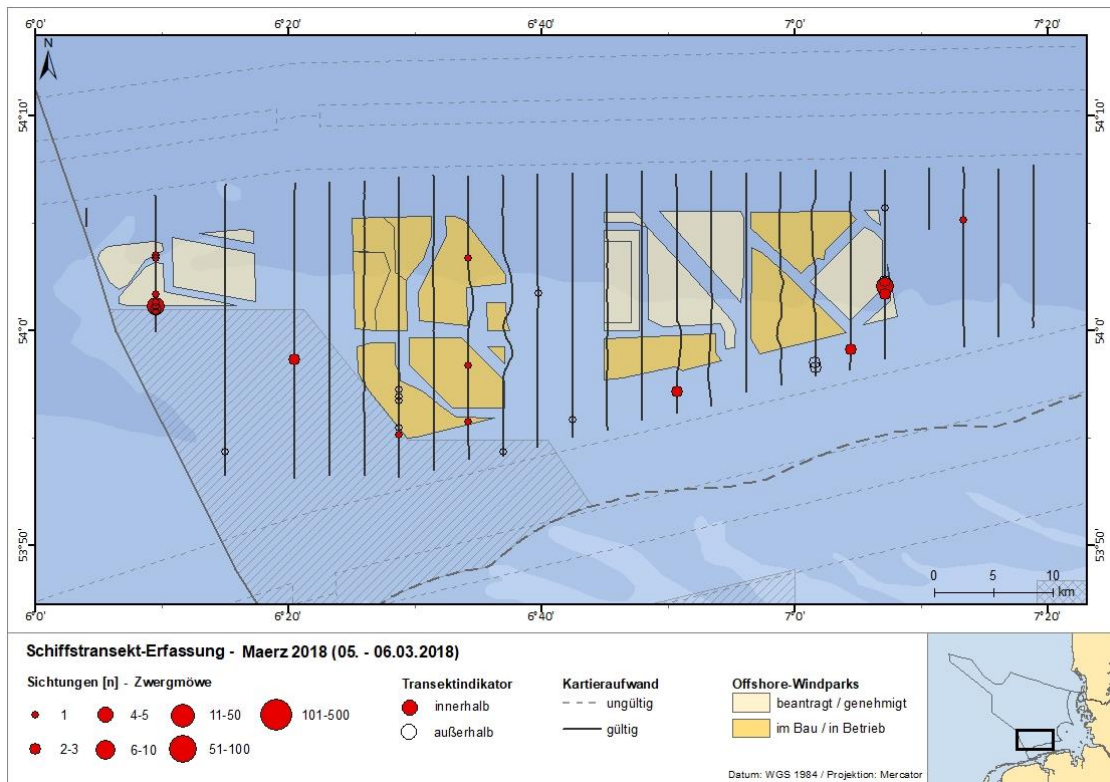 6°0' 6°20' 6°40' 7°0' 7°20'
N
54°10' 54°10'
54°0' 54°0'
53°50' 53°50'
0 5 10
km
6°0' 6°20' 6°40' 7°0' 7°20'
Schiffstransekt-Erfassung - Maerz 2018 (05. - 06.03.2018)
Sichtungen [n] - Zwergmöwe
1 4-5 11-50 101-500
2-3 6-10 51-100
Transektindikator
innerhalb
außerhalb
Kartieraufwand
ungültig
gültig
Offshore-Windparks
beantragt / genehmigt
im Bau / in Betrieb
Datum: WGS 1984 / Projektion: Mercator